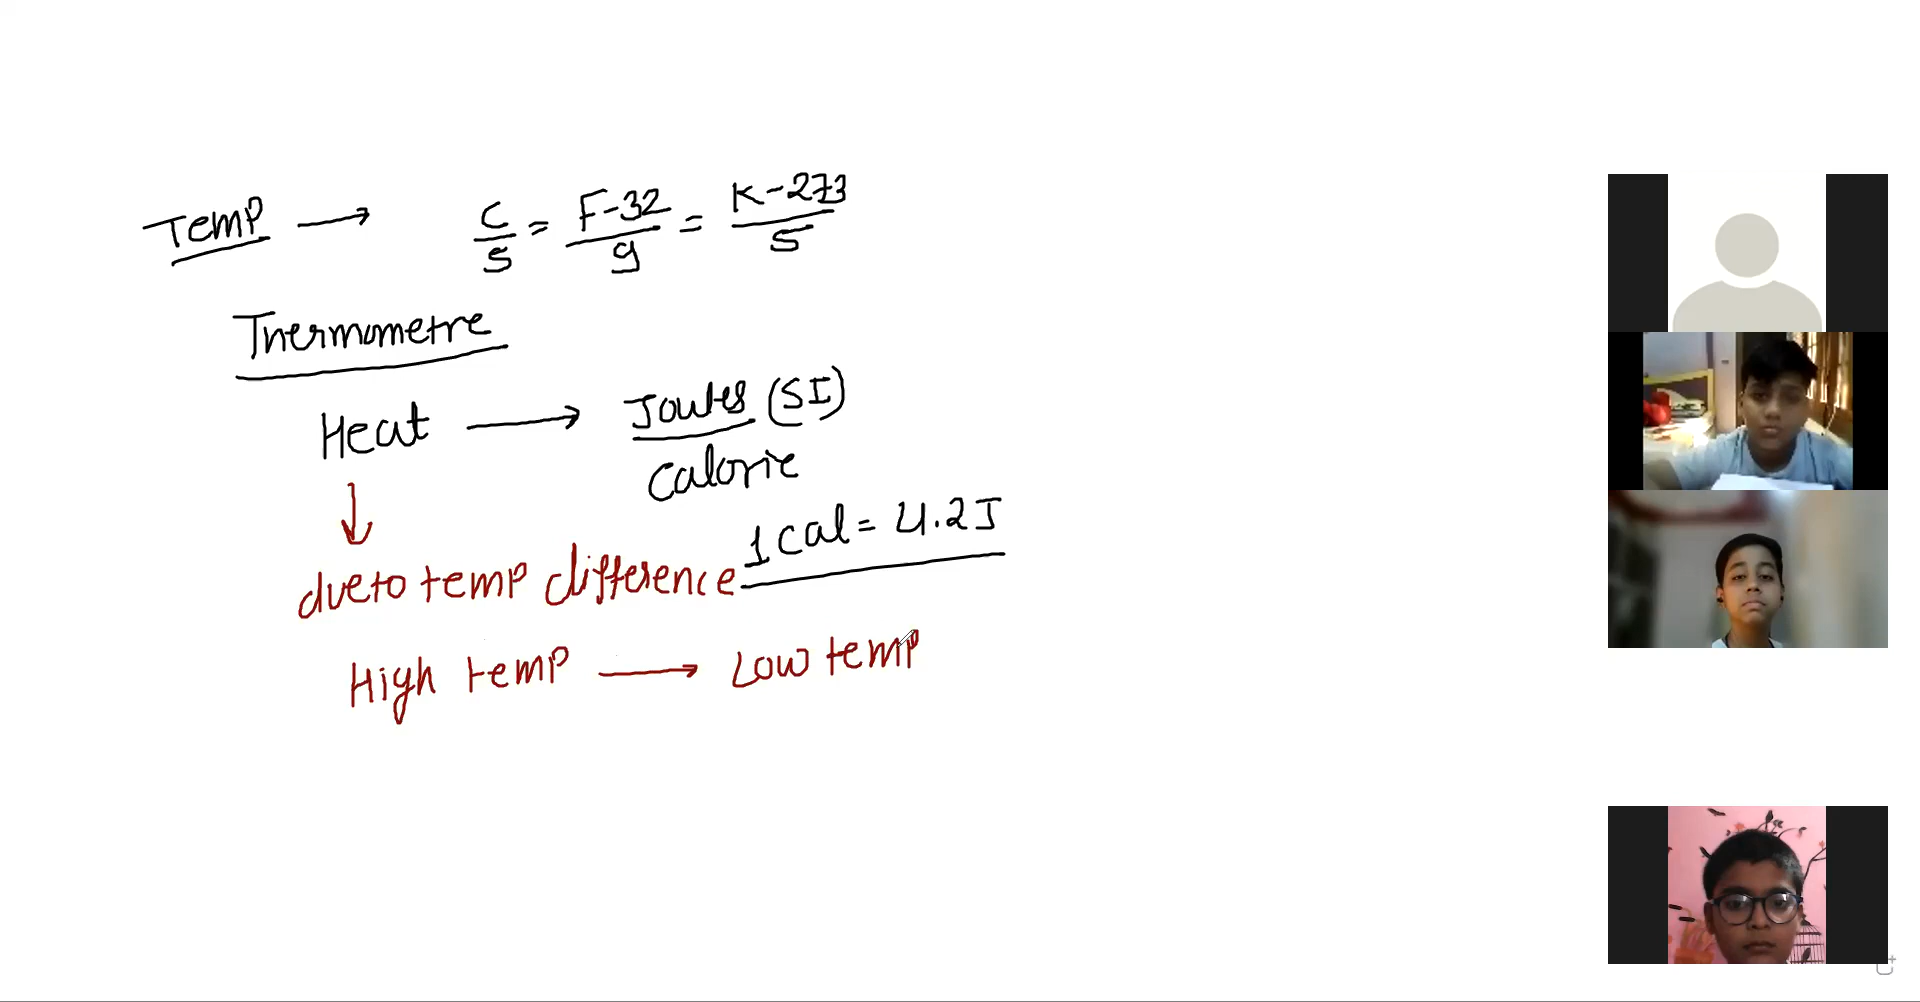 Temp → C/5 = F-32/9 = K-273/5
Thermometre
Heat → Joules (SI)
Calorie
1 cal = 4.2J
due to temp difference
High temp → Low temp